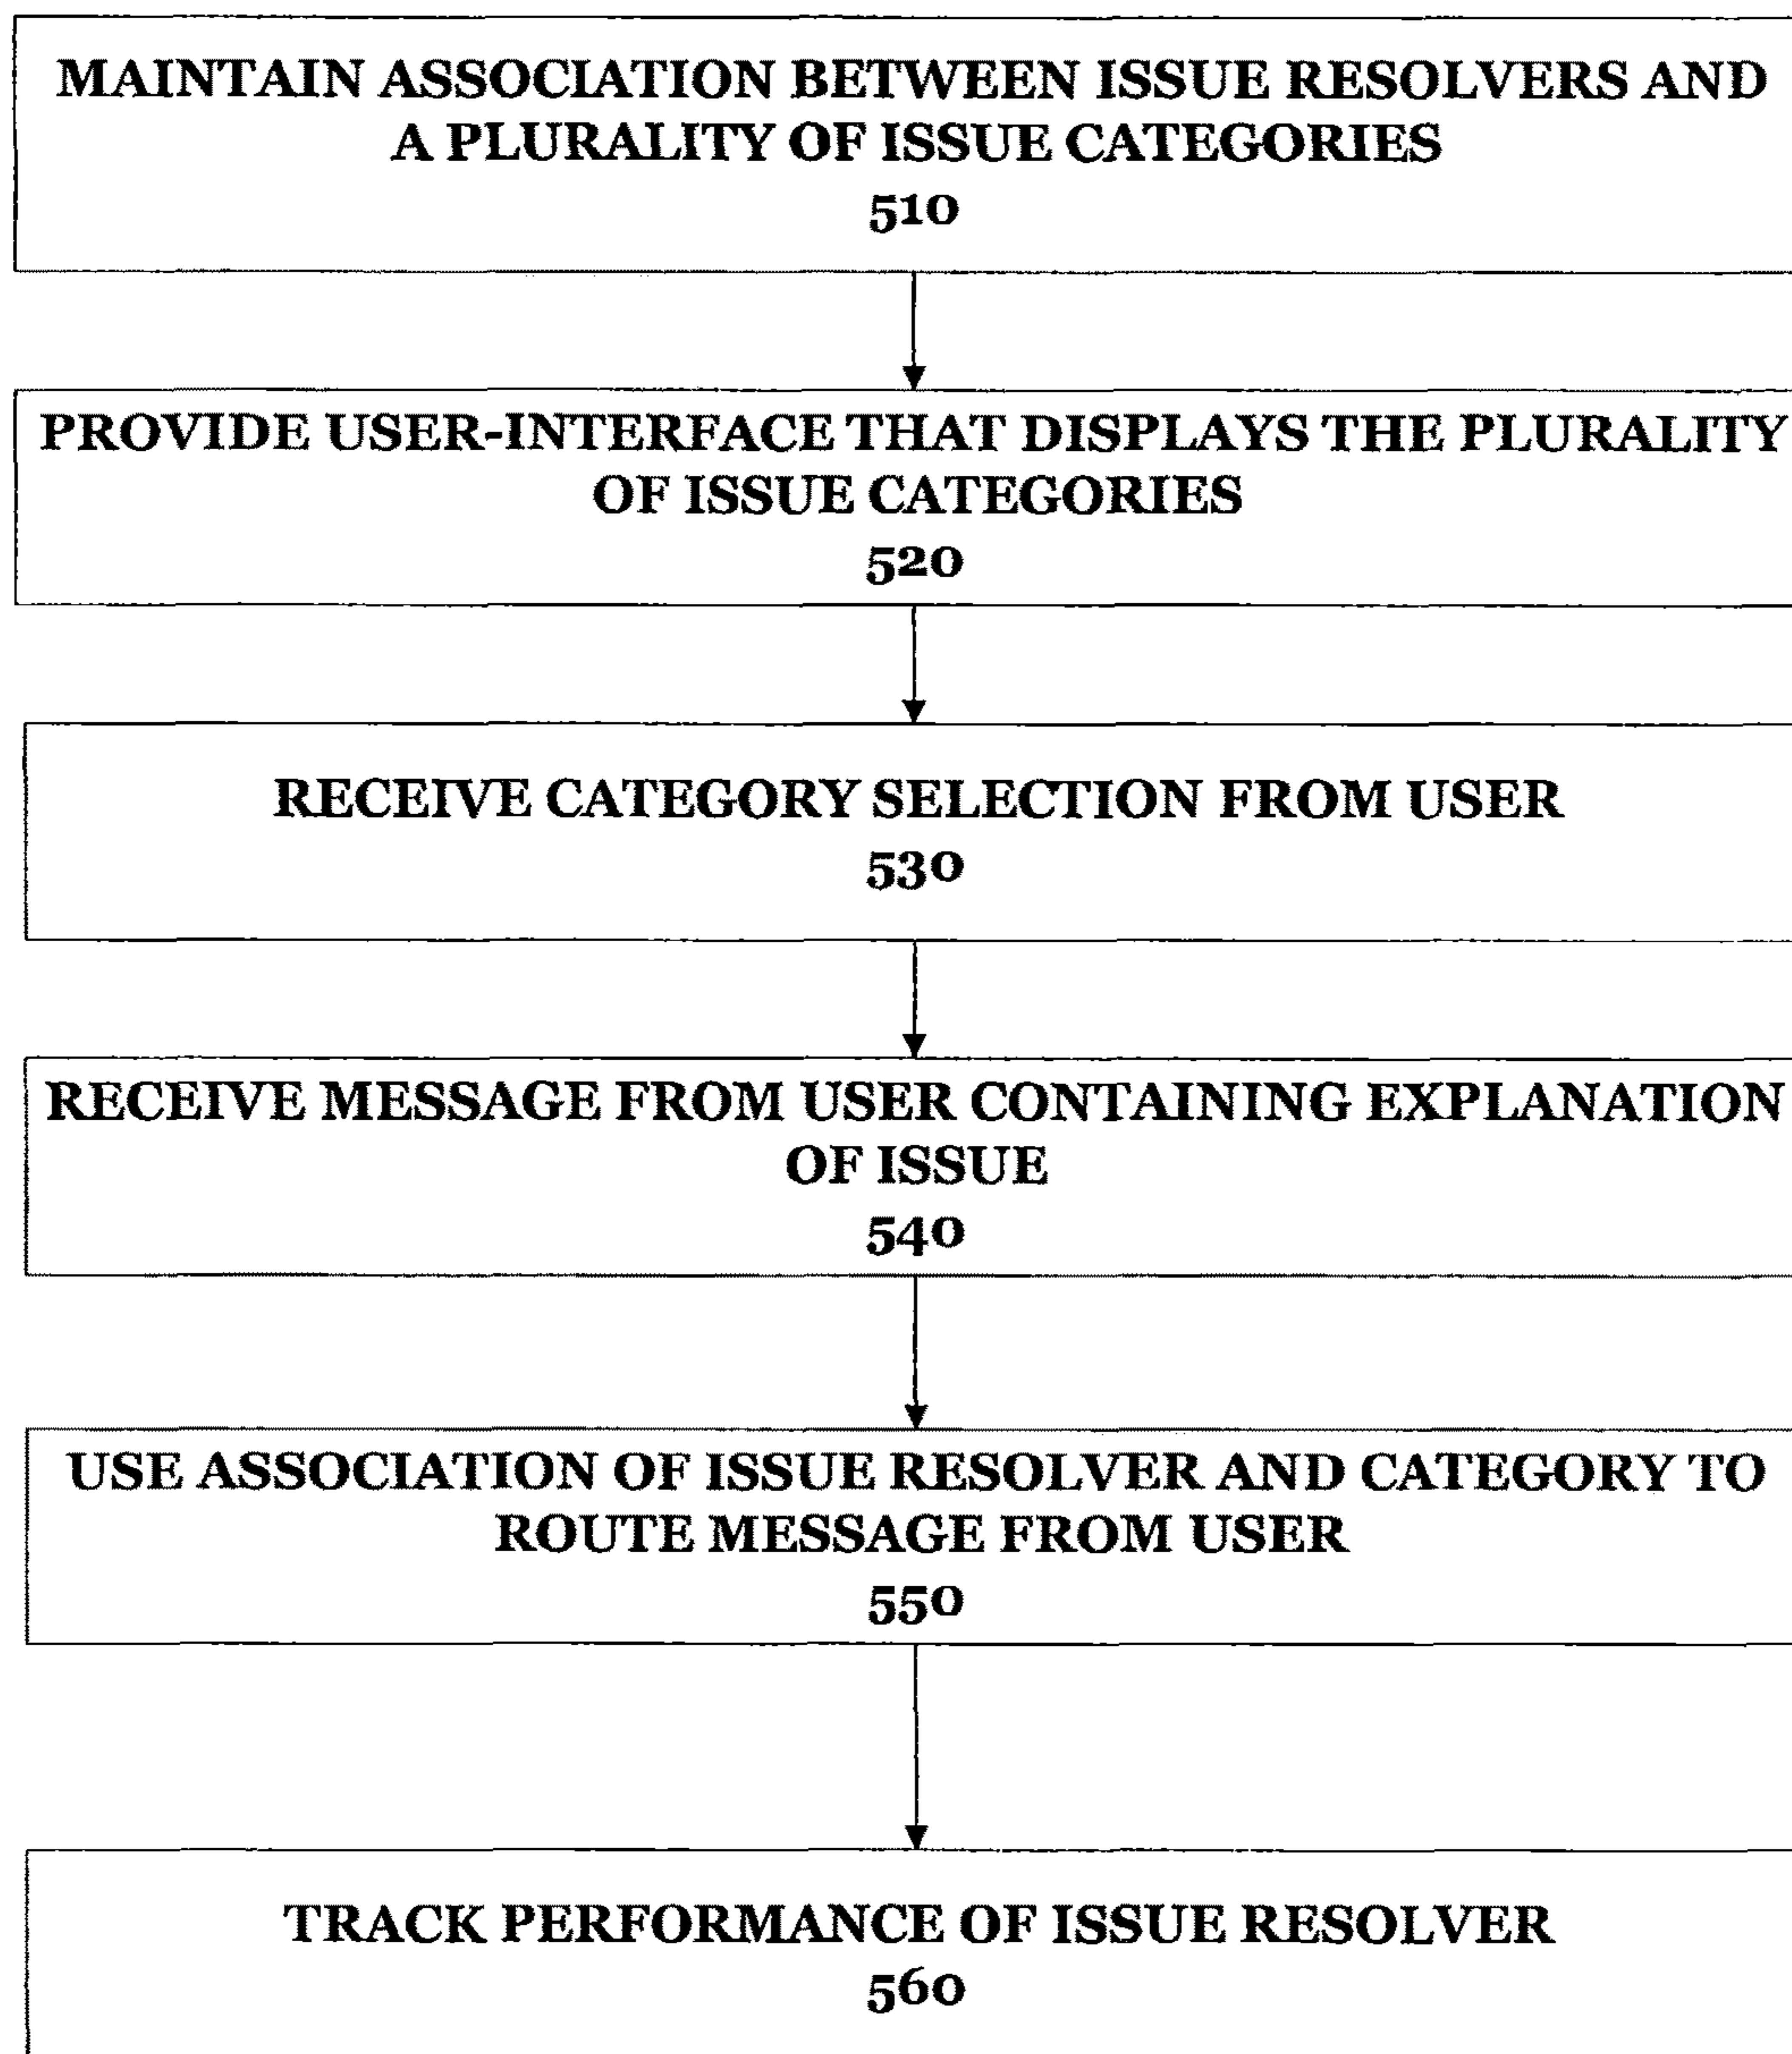 MAINTAIN ASSOCIATION BETWEEN ISSUE RESOLVERS AND
A PLURALITY OF ISSUE CATEGORIES
510
PROVIDE USER-INTERFACE THAT DISPLAYS THE PLURALITY
OF ISSUE CATEGORIES
520
RECEIVE CATEGORY SELECTION FROM USER
530
RECEIVE MESSAGE FROM USER CONTAINING EXPLANATION
OF ISSUE
540
USE ASSOCIATION OF ISSUE RESOLVER AND CATEGORY TO
ROUTE MESSAGE FROM USER
550
TRACK PERFORMANCE OF ISSUE RESOLVER
560